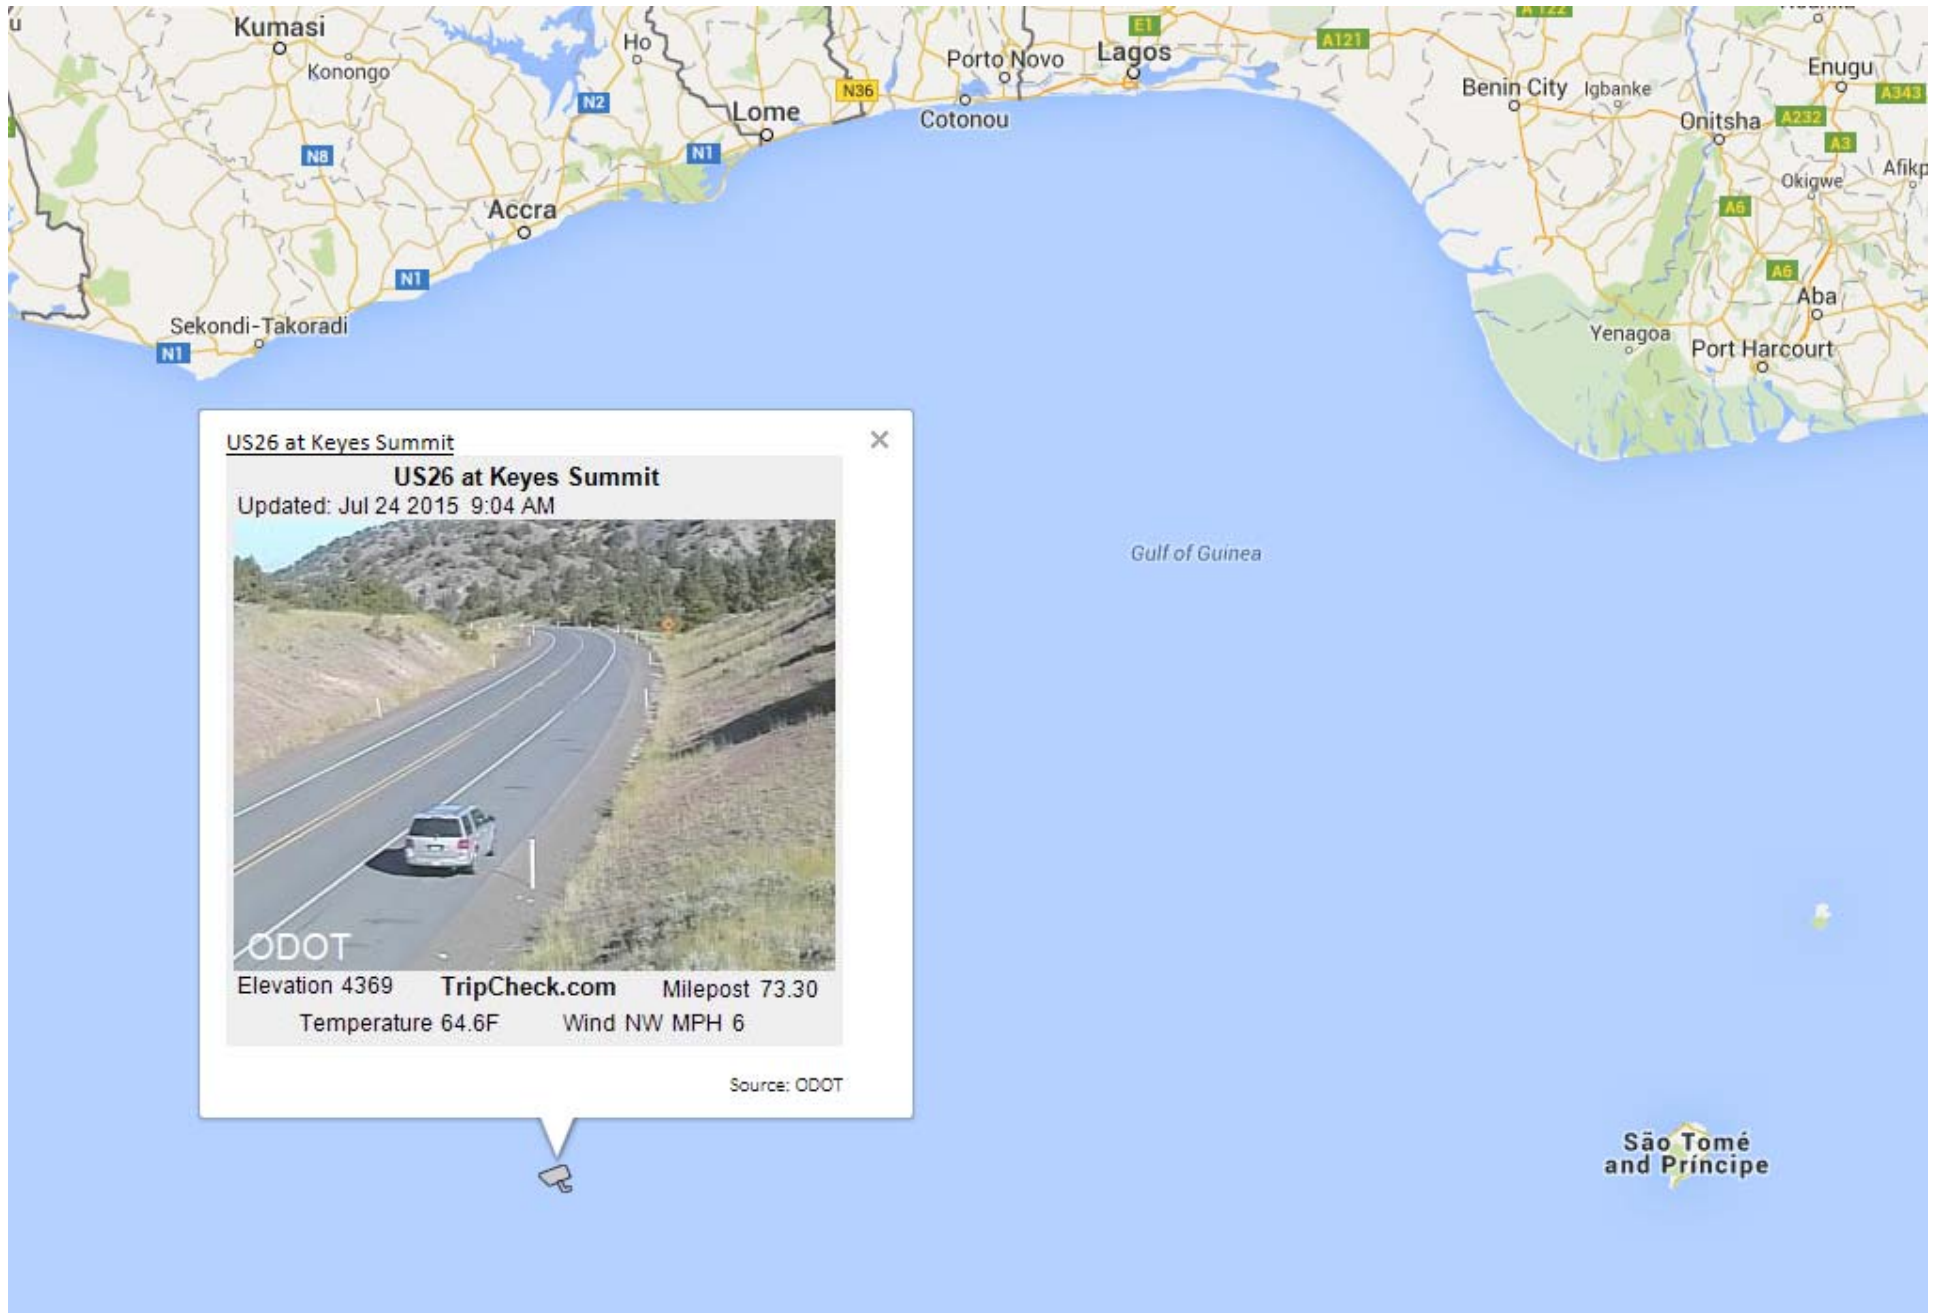 Kumasi
Konongo
Ho
N2
Lome
N36
Porto Novo
E1
Lagos
Cotonou
A121
A 122
Benin City
Igbanke
Enugu
A343
Onitsha
A232
A3
N8
N1
Okigwe
Afikp
Accra
A6
N1
A6
Aba
Sekondi-Takoradi
N1
Yenagoa
Port Harcourt
US26 at Keyes Summit
US26 at Keyes Summit
Updated: Jul 24 2015 9:04 AM
ODOT
Elevation 4369 TripCheck.com Milepost 73.30
Temperature 64.6F Wind NW MPH 6
Source: ODOT
Gulf of Guinea
São Tomé
and Príncipe